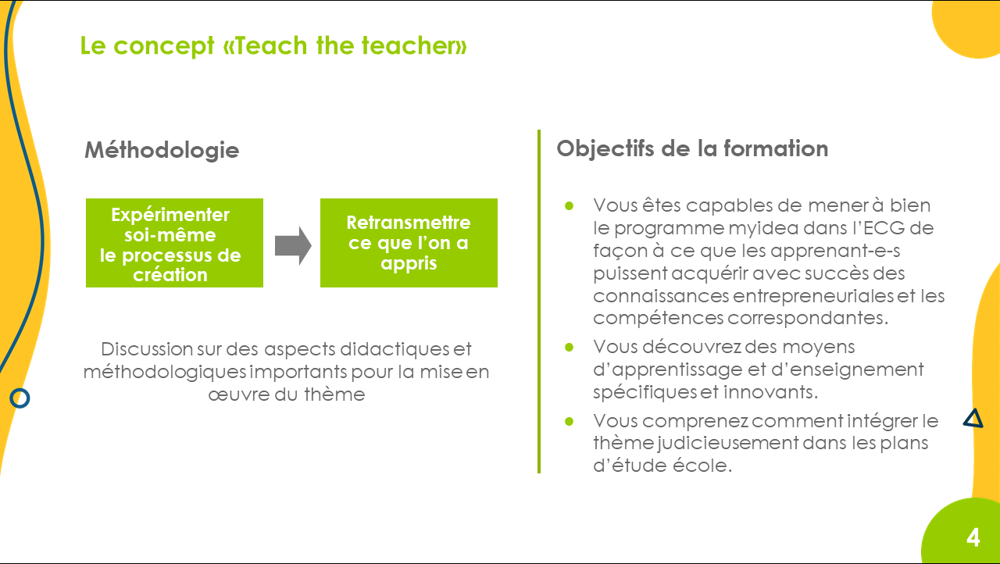 Le concept «Teach the teacher»
Méthodologie
Expérimenter
soi-même
le processus de
création
Retransmettre
ce que l’on a
appris
Discussion sur des aspects didactiques et
méthodologiques importants pour la mise en
œuvre du thème
Objectifs de la formation
● Vous êtes capables de mener à bien
le programme myidea dans l’ECG de
façon à ce que les apprenant-e-s
puissent acquérir avec succès des
connaissances entrepreneuriales et les
compétences correspondantes.
● Vous découvrez des moyens
d’apprentissage et d’enseignement
spécifiques et innovants.
● Vous comprenez comment intégrer le
thème judicieusement dans les plans
d’étude école.
4